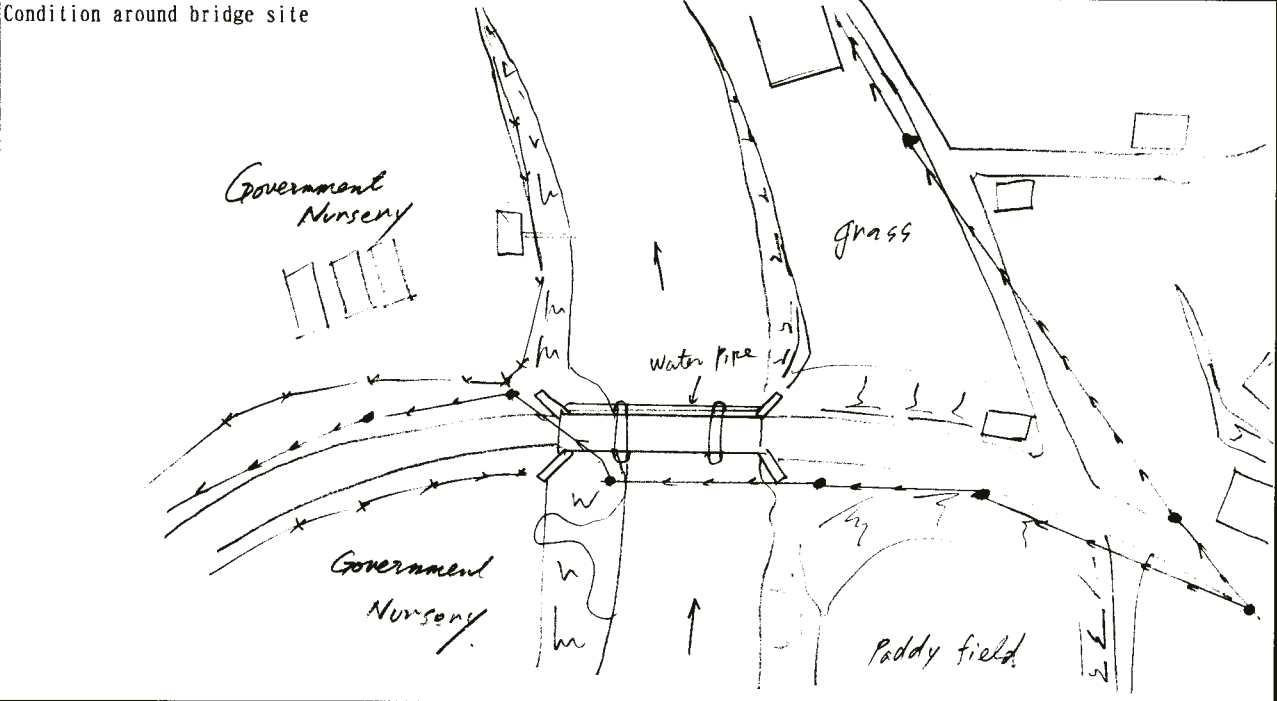 Condition around bridge site
Government
Nursery
grass
Water pipe
Government
Nursery.
Paddy field